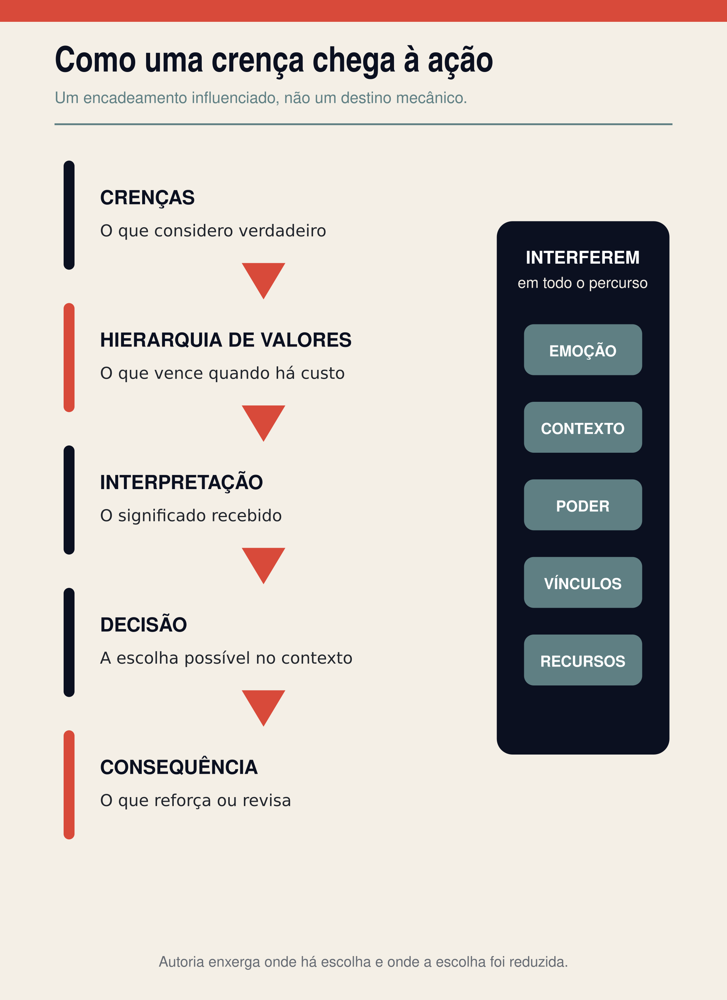 Como uma crença chega à ação
Um encadeamento influenciado, não um destino mecânico.
CRENÇAS
O que considero verdadeiro
HIERARQUIA DE VALORES
O que vence quando há custo
INTERPRETAÇÃO
O significado recebido
DECISÃO
A escolha possível no contexto
CONSEQUÊNCIA
O que reforça ou revisa
INTERFEREM
em todo o percurso
EMOÇÃO
CONTEXTO
PODER
VÍNCULOS
RECURSOS
Autoria enxerga onde há escolha e onde a escolha foi reduzida.